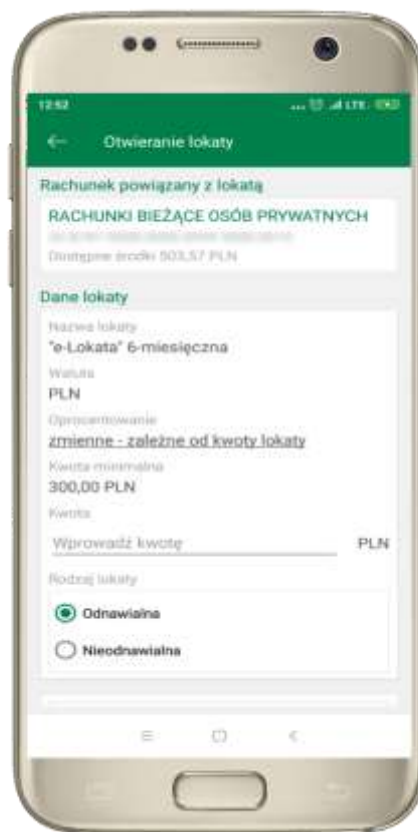 12:52
... LTE
Otwieranie lokaty
Rachunek powiązany z lokatą
RACHUNKI BIEŻĄCE OSÓB PRYWATNYCH
Dostępne środki 503,57 PLN
Dane lokaty
Nazwa lokaty
"e-Lokata" 6-miesięczna
Waluta
PLN
Oprocentowanie
zmienne - zależne od kwoty lokaty
Kwota minimalna
300,00 PLN
Kwota
Wprowadź kwotę PLN
Rodzaj lokaty
Odnawialna
Nieodnawialna